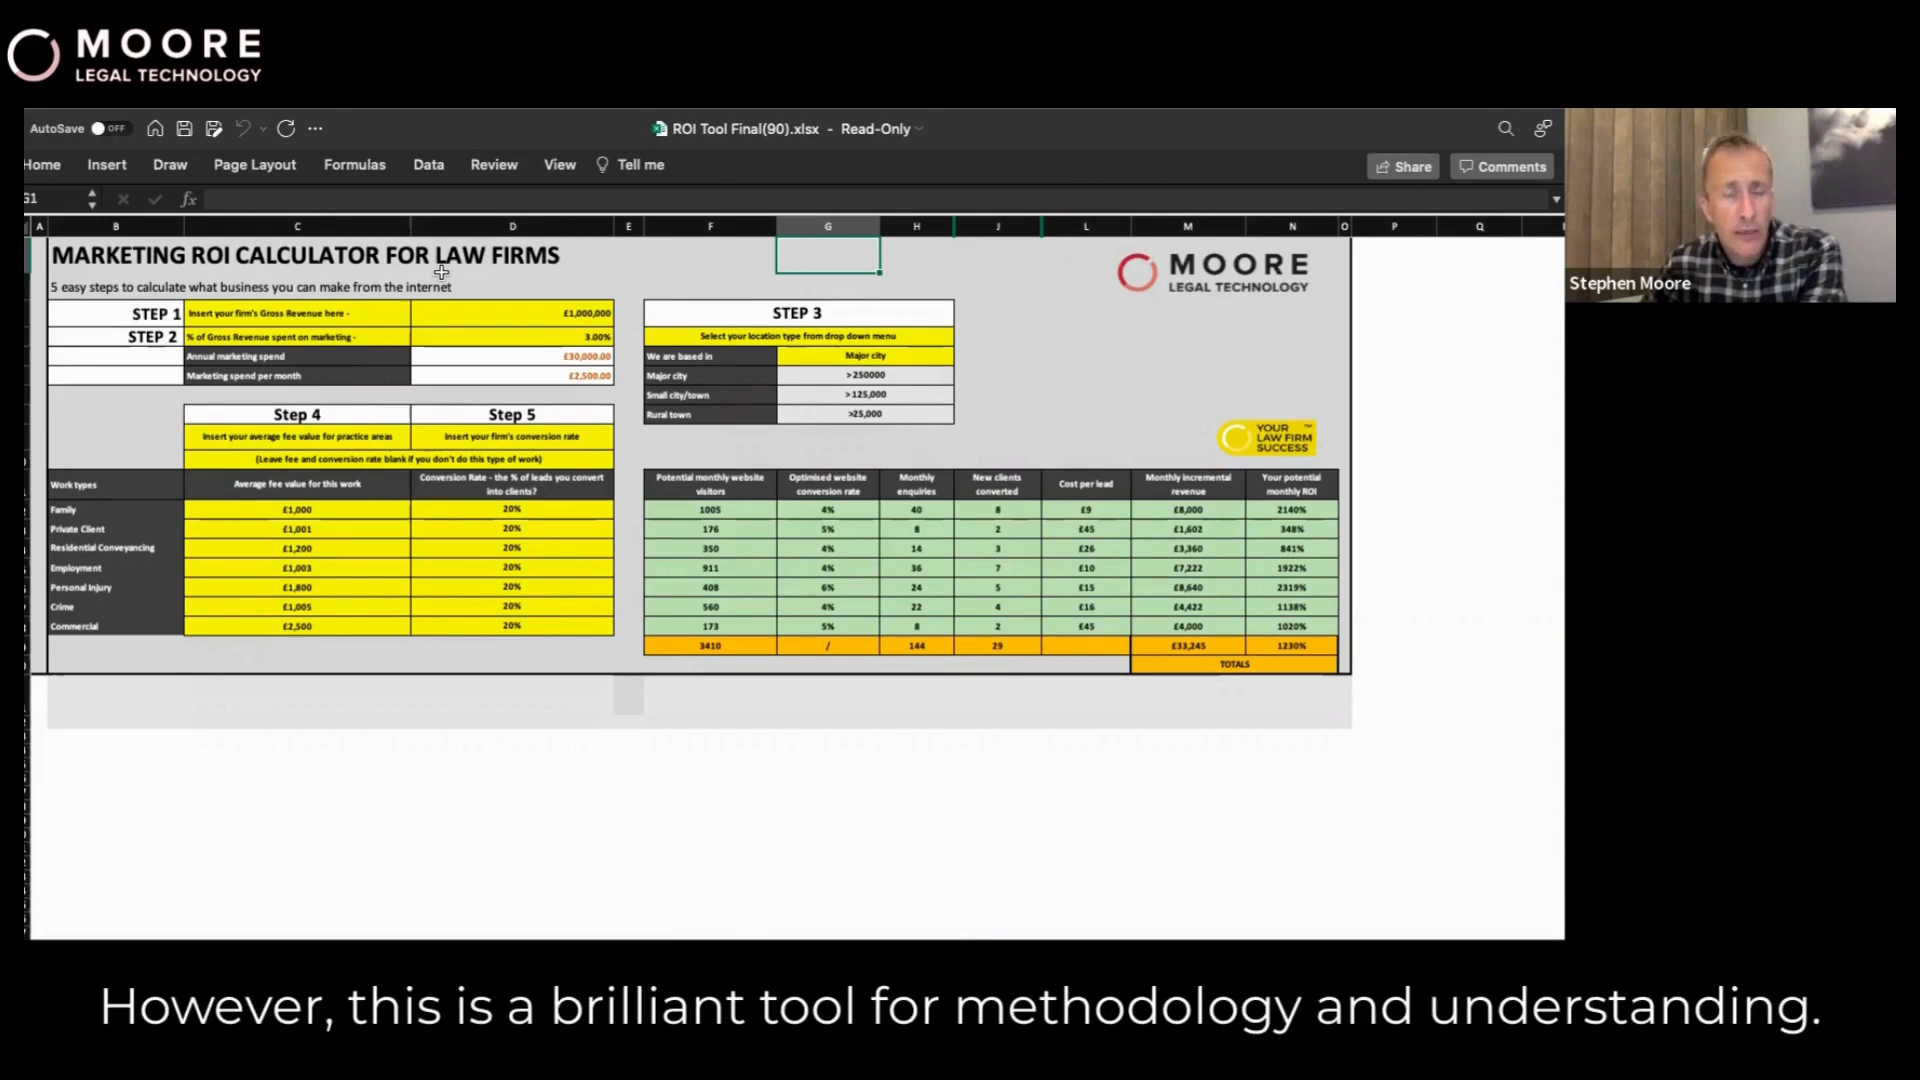 MOORE
LEGAL TECHNOLOGY
AutoSave OFF
ROI Tool Final(90).xlsx - Read-Only
Home Insert Draw Page Layout Formulas Data Review View Tell me
Share Comments
G1 fx
A B C D E F G H J L M N O P Q
MARKETING ROI CALCULATOR FOR LAW FIRMS
5 easy steps to calculate what business you can make from the internet
MOORE
LEGAL TECHNOLOGY
Stephen Moore
STEP 1 Insert your firm's Gross Revenue here - £1,000,000
STEP 2 % of Gross Revenue spent on marketing - 3.00%
Annual marketing spend £30,000.00
Marketing spend per month £2,500.00
STEP 3
Select your location type from drop down menu
We are based in Major city
Major city >250000
Small city/town >125,000
Rural town >25,000
Step 4 Step 5
Insert your average fee value for practice areas Insert your firm's conversion rate
(Leave fee and conversion rate blank if you don't do this type of work)
YOUR ™
LAW FIRM
SUCCESS
Work types Average fee value for this work Conversion Rate - the % of leads you convert into clients? Potential monthly website visitors Optimised website conversion rate Monthly enquiries New clients converted Cost per lead Monthly incremental revenue Your potential monthly ROI
Family £1,000 20% 1005 4% 40 8 £9 £8,000 2140%
Private Client £1,001 20% 176 5% 8 2 £45 £1,602 348%
Residential Conveyancing £1,200 20% 350 4% 14 3 £26 £3,360 841%
Employment £1,003 20% 911 4% 36 7 £10 £7,222 1922%
Personal Injury £1,800 20% 408 6% 24 5 £15 £8,640 2319%
Crime £1,005 20% 560 4% 22 4 £16 £4,422 1138%
Commercial £2,500 20% 173 5% 8 2 £45 £4,000 1020%
3410 / 144 29 £33,245 1230%
TOTALS
However, this is a brilliant tool for methodology and understanding.